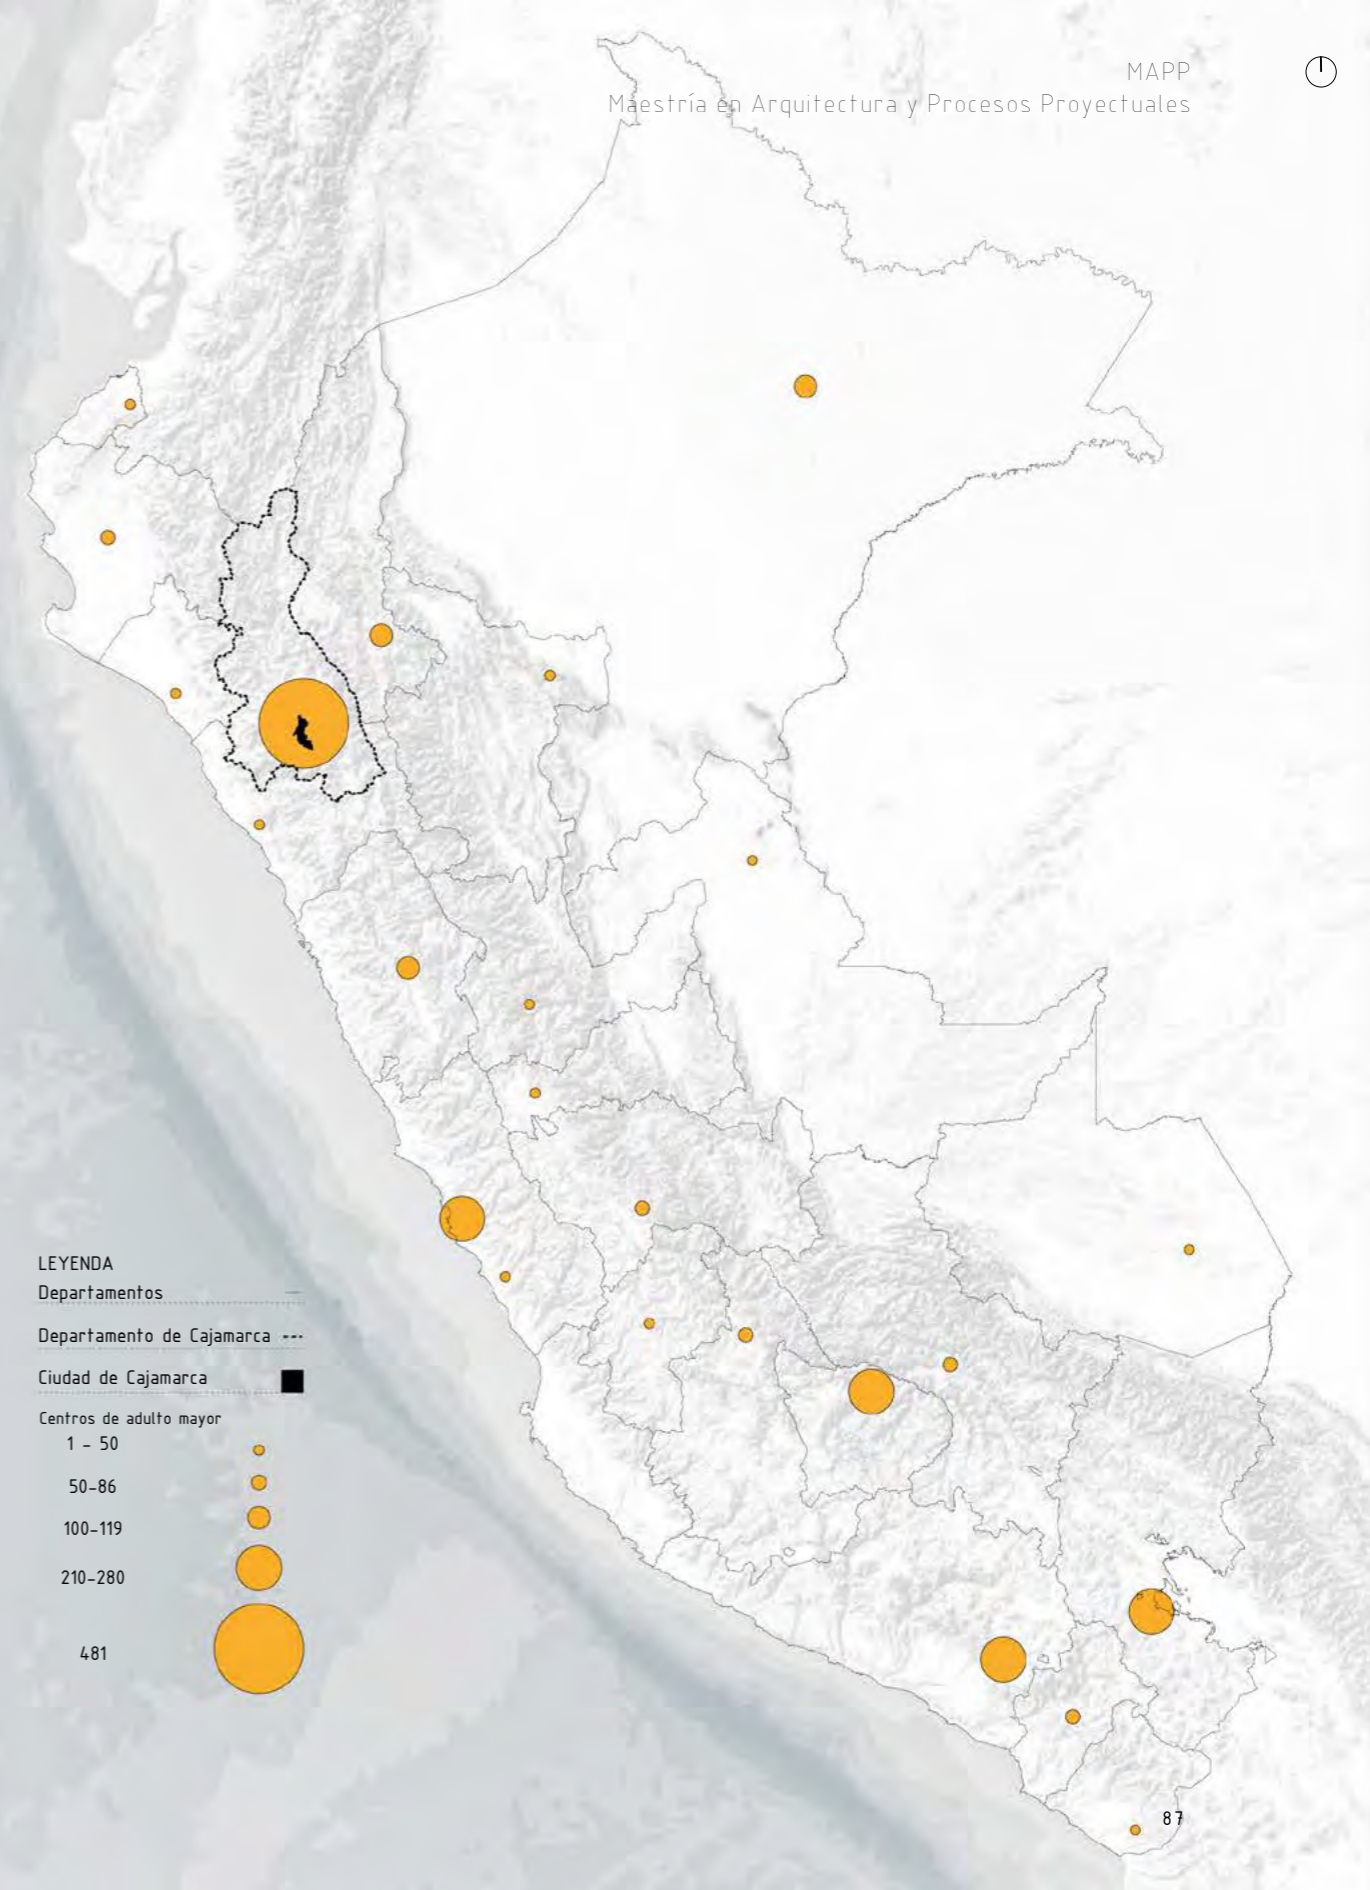 MAPP
Maestría en Arquitectura y Procesos Proyectuales
LEYENDA
Departamentos
Departamento de Cajamarca
Ciudad de Cajamarca
Centros de adulto mayor
1 - 50
50-86
100-119
210-280
481
87